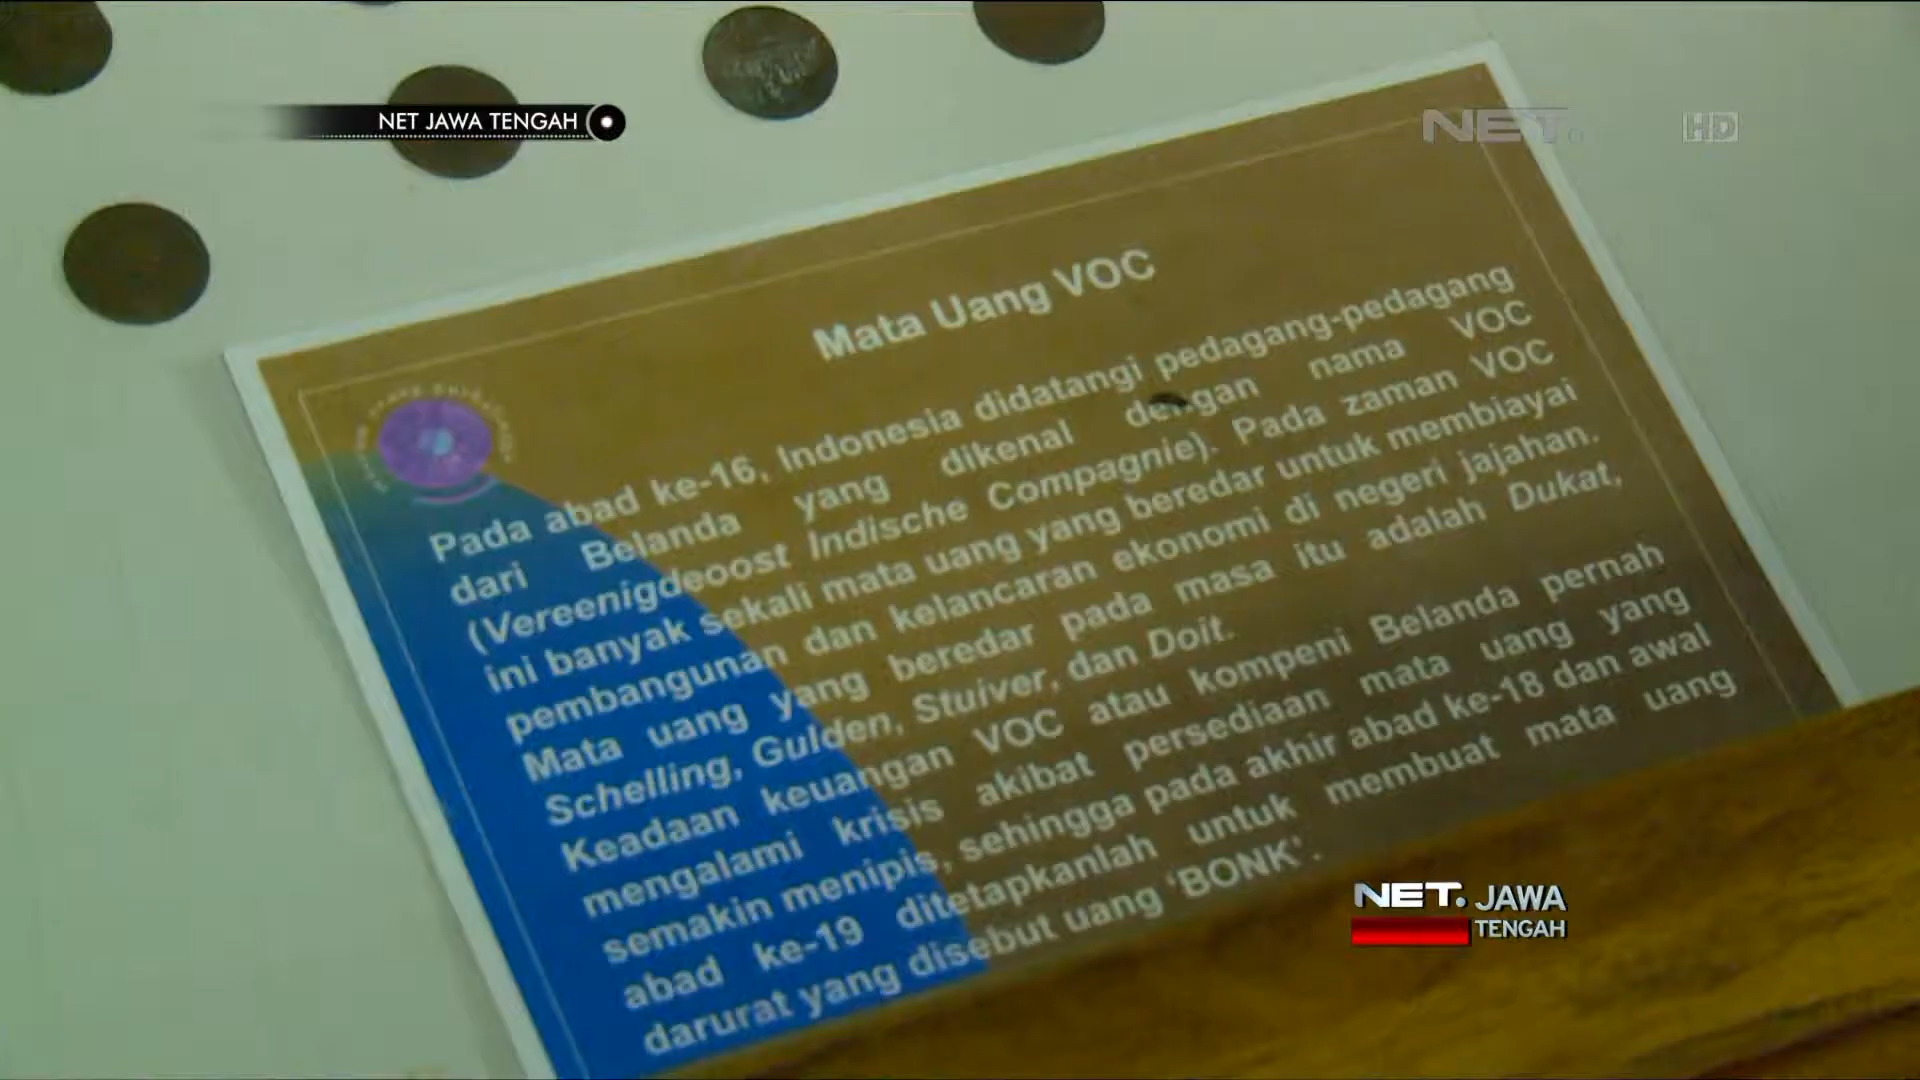 NET JAWA TENGAH
NET.
HD
Mata Uang VOC
Pada abad ke-16, Indonesia didatangi pedagang-pedagang
dari Belanda yang dikenal dengan nama VOC
(Vereenigdeoost Indische Compagnie). Pada zaman VOC
ini banyak sekali mata uang yang beredar untuk membiayai
pembangunan dan kelancaran ekonomi di negeri jajahan.
Mata uang yang beredar pada masa itu adalah Dukat,
Schelling, Gulden, Stuiver, dan Doit.
Keadaan keuangan VOC atau kompeni Belanda pernah
mengalami krisis akibat persediaan mata uang yang
semakin menipis, sehingga pada akhir abad ke-18 dan awal
abad ke-19 ditetapkanlah untuk membuat mata uang
darurat yang disebut uang 'BONK'.
NET. JAWA
TENGAH